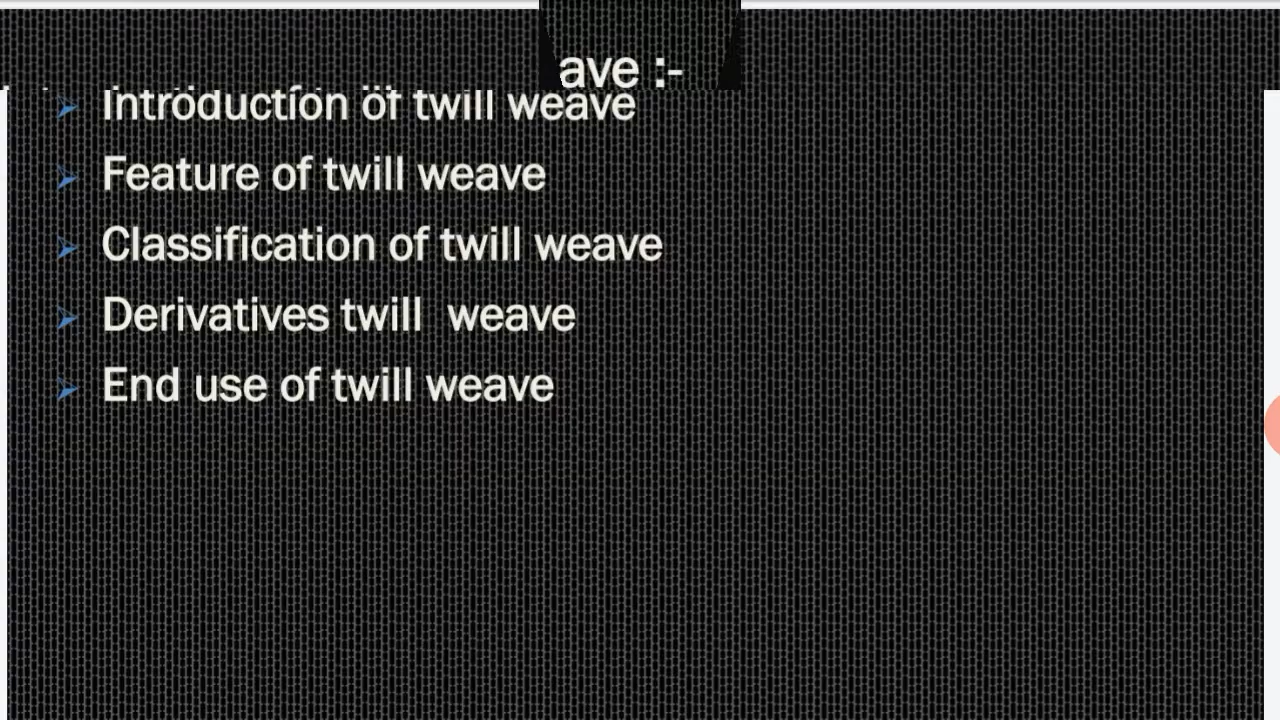 ave :-
Introduction of twill weave
Feature of twill weave
Classification of twill weave
Derivatives twill weave
End use of twill weave